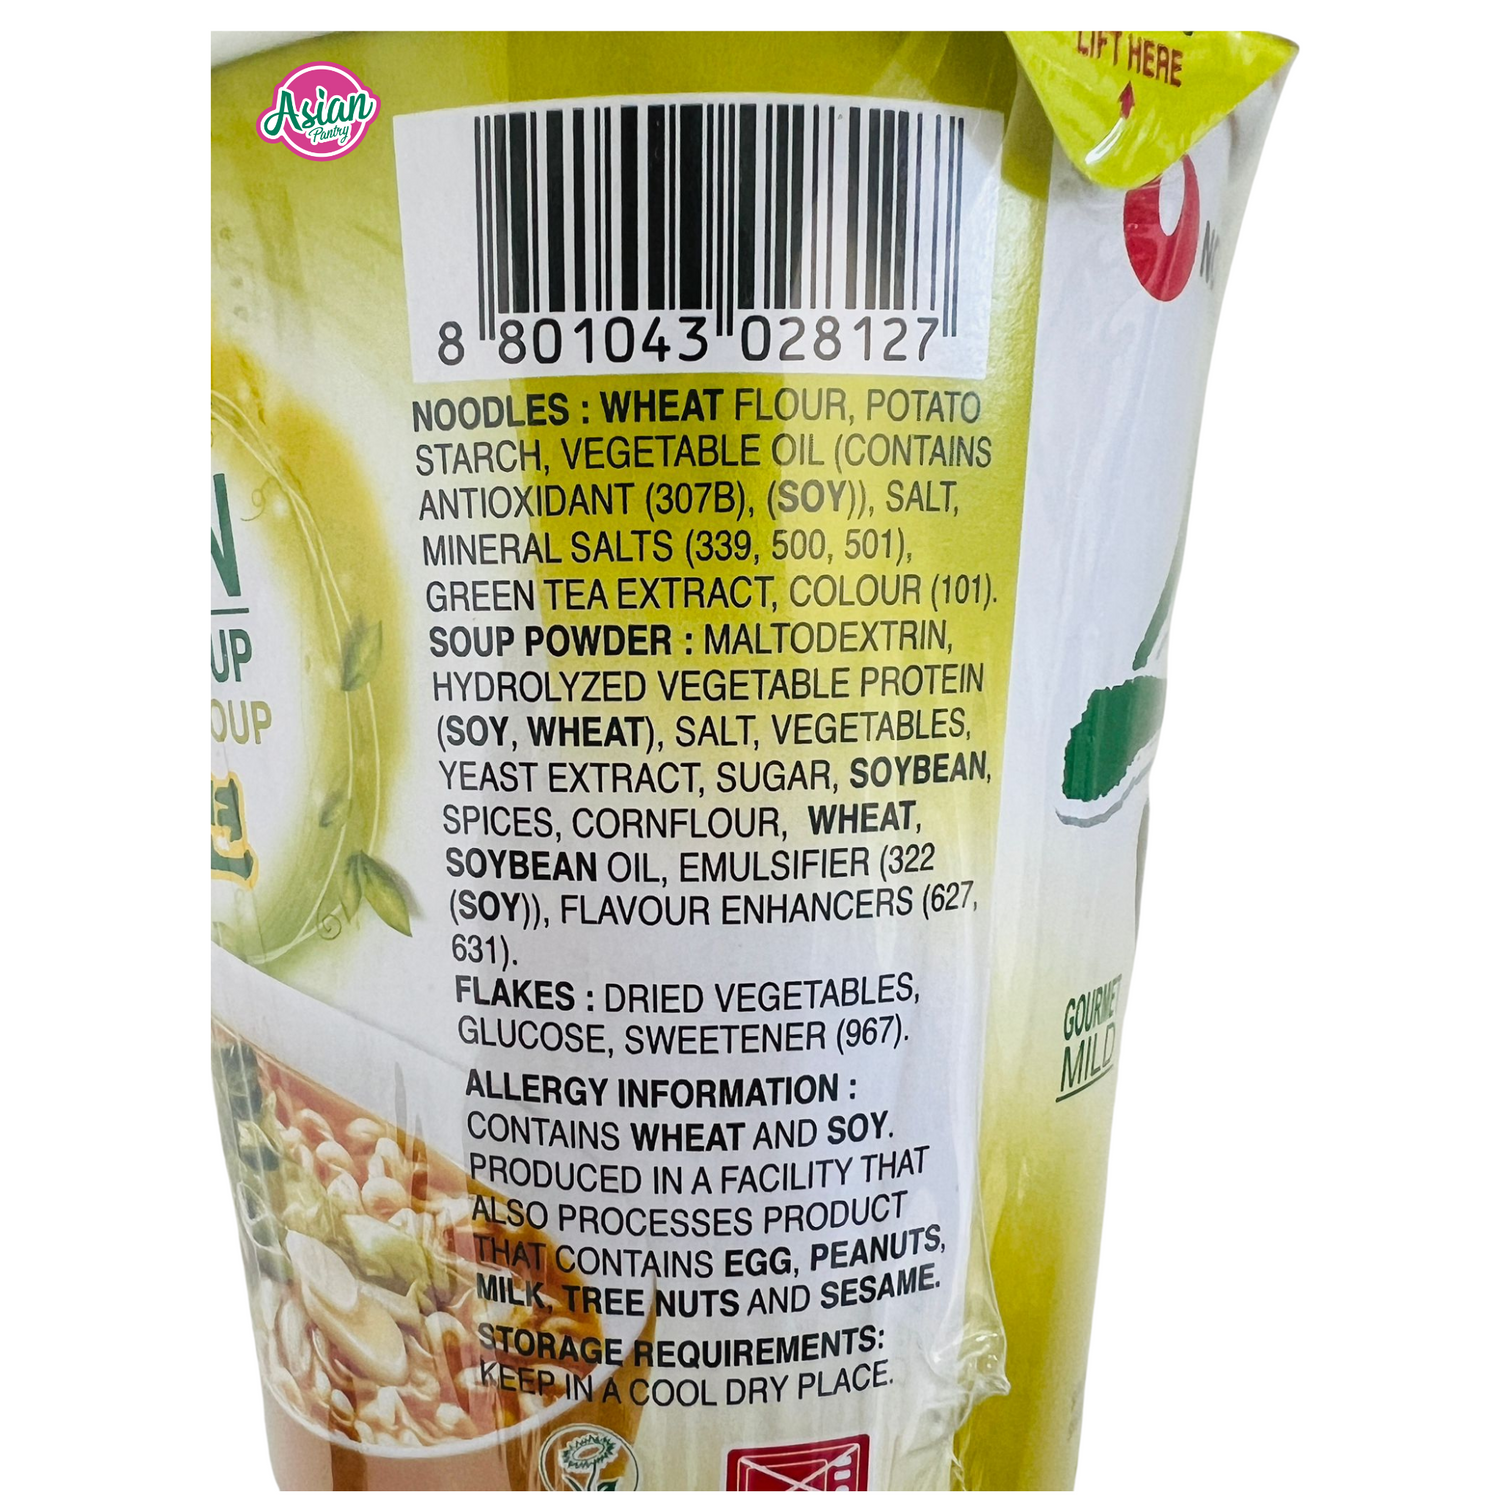 Asian
Pantry
LIFT HERE
8 801043 028127
NOODLES : WHEAT FLOUR, POTATO
STARCH, VEGETABLE OIL (CONTAINS
ANTIOXIDANT (307B), (SOY)), SALT,
MINERAL SALTS (339, 500, 501),
GREEN TEA EXTRACT, COLOUR (101).
SOUP POWDER : MALTODEXTRIN,
HYDROLYZED VEGETABLE PROTEIN
(SOY, WHEAT), SALT, VEGETABLES,
YEAST EXTRACT, SUGAR, SOYBEAN,
SPICES, CORNFLOUR, WHEAT,
SOYBEAN OIL, EMULSIFIER (322
(SOY)), FLAVOUR ENHANCERS (627,
631).
FLAKES : DRIED VEGETABLES,
GLUCOSE, SWEETENER (967).
ALLERGY INFORMATION :
CONTAINS WHEAT AND SOY.
PRODUCED IN A FACILITY THAT
ALSO PROCESSES PRODUCT
THAT CONTAINS EGG, PEANUTS,
MILK, TREE NUTS AND SESAME.
STORAGE REQUIREMENTS:
KEEP IN A COOL DRY PLACE.
GOURMET
MILD